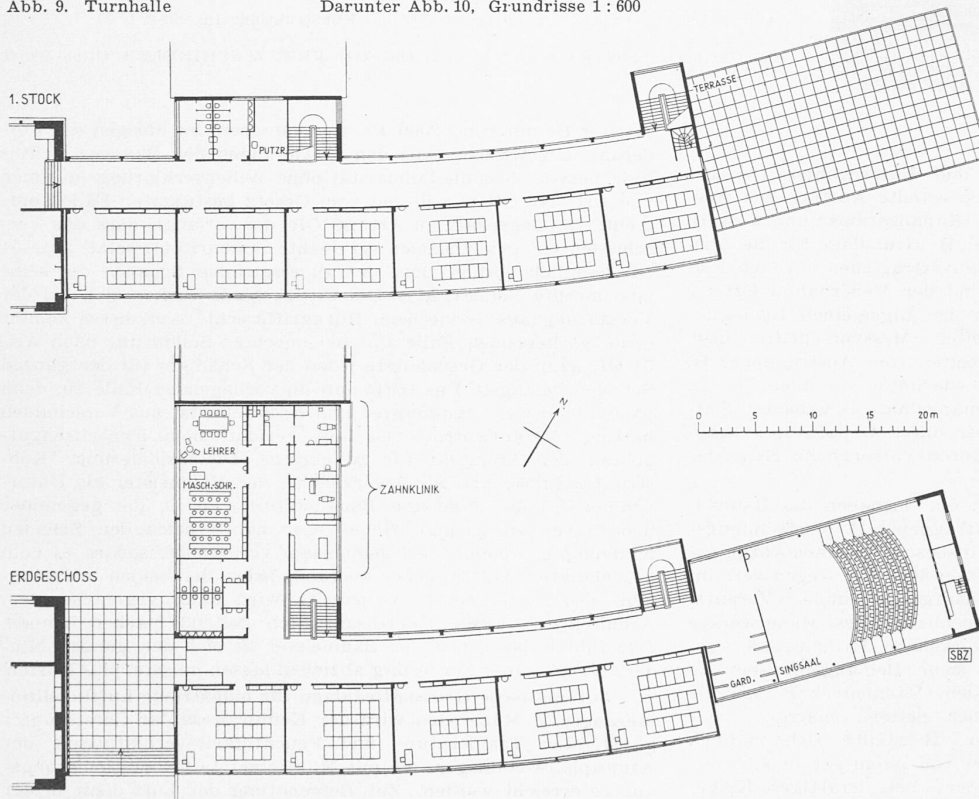 Abb. 9. Turnhalle
Darunter Abb. 10, Grundrisse 1 : 600
1. STOCK
PUTZR.
TERRASSE
N
0 5 10 15 20 m
LEHRER
MASCH.-SCHR.
ZAHNKLINIK
ERDGESCHOSS
GARD.
SINGSAAL
SBZ